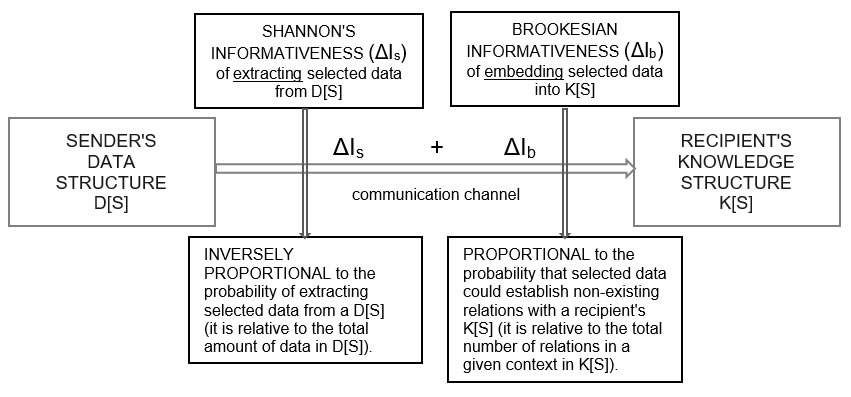 SHANNON'S
INFORMATIVENESS (ΔIs)
of extracting selected data
from D[S]
BROOKESIAN
INFORMATIVENESS (ΔIb)
of embedding selected data
into K[S]
SENDER'S
DATA
STRUCTURE
D[S]
ΔIs + ΔIb
communication channel
RECIPIENT'S
KNOWLEDGE
STRUCTURE
K[S]
INVERSELY
PROPORTIONAL to the
probability of extracting
selected data from a D[S]
(it is relative to the total
amount of data in D[S]).
PROPORTIONAL to the
probability that selected data
could establish non-existing
relations with a recipient's
K[S] (it is relative to the total
number of relations in a
given context in K[S]).